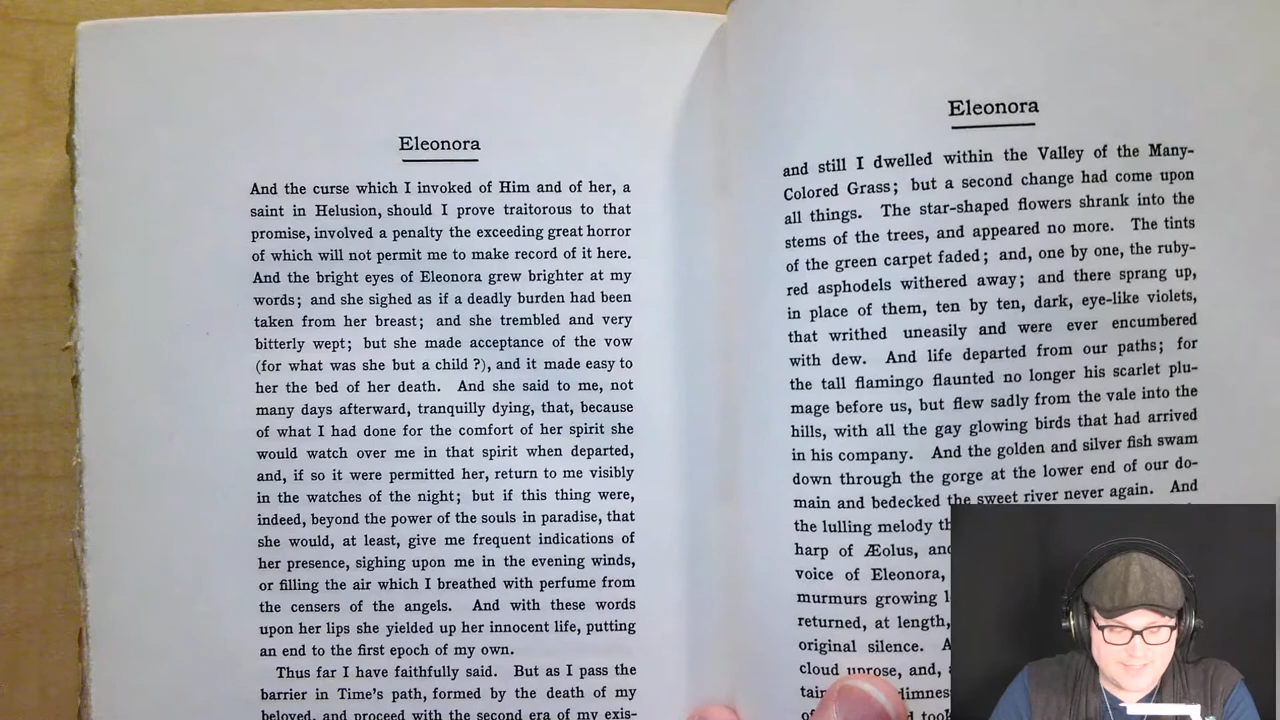 Eleonora
And the curse which I invoked of Him and of her, a
saint in Helusion, should I prove traitorous to that
promise, involved a penalty the exceeding great horror
of which will not permit me to make record of it here.
And the bright eyes of Eleonora grew brighter at my
words; and she sighed as if a deadly burden had been
taken from her breast; and she trembled and very
bitterly wept; but she made acceptance of the vow
(for what was she but a child ?), and it made easy to
her the bed of her death. And she said to me, not
many days afterward, tranquilly dying, that, because
of what I had done for the comfort of her spirit she
would watch over me in that spirit when departed,
and, if so it were permitted her, return to me visibly
in the watches of the night; but if this thing were,
indeed, beyond the power of the souls in paradise, that
she would, at least, give me frequent indications of
her presence, sighing upon me in the evening winds,
or filling the air which I breathed with perfume from
the censers of the angels. And with these words
upon her lips she yielded up her innocent life, putting
an end to the first epoch of my own.
Thus far I have faithfully said. But as I pass the
barrier in Time's path, formed by the death of my
beloved, and proceed with the second era of my exis-
Eleonora
and still I dwelled within the Valley of the Many-
Colored Grass; but a second change had come upon
all things. The star-shaped flowers shrank into the
stems of the trees, and appeared no more. The tints
of the green carpet faded; and, one by one, the ruby-
red asphodels withered away; and there sprang up,
in place of them, ten by ten, dark, eye-like violets,
that writhed uneasily and were ever encumbered
with dew. And life departed from our paths; for
the tall flamingo flaunted no longer his scarlet plu-
mage before us, but flew sadly from the vale into the
hills, with all the gay glowing birds that had arrived
in his company. And the golden and silver fish swam
down through the gorge at the lower end of our do-
main and bedecked the sweet river never again. And
the lulling melody
harp of Æolus,
voice of Eleonora,
murmurs growing
returned, at length,
original silence.
cloud uprose, and,